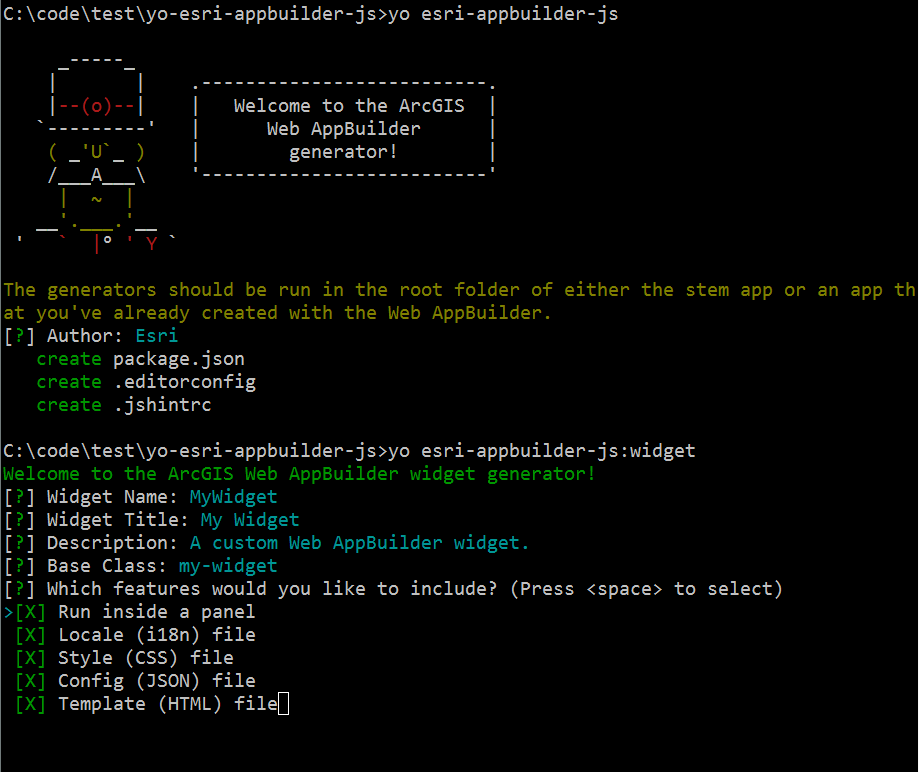 C:\code\test\yo-esri-appbuilder-js>yo esri-appbuilder-js
     _-----_
    |       |    .--------------------------.
    |--(o)--|    |   Welcome to the ArcGIS  |
   `---------'   |      Web AppBuilder      |
    ( _'U`_ )    |        generator!        |
    /___A___\    '--------------------------'
     |  ~  |
   __'.___.'__
 '   `  |° ' Y `
The generators should be run in the root folder of either the stem app or an app th
at you've already created with the Web AppBuilder.
[?] Author: Esri
   create package.json
   create .editorconfig
   create .jshintrc
C:\code\test\yo-esri-appbuilder-js>yo esri-appbuilder-js:widget
Welcome to the ArcGIS Web AppBuilder widget generator!
[?] Widget Name: MyWidget
[?] Widget Title: My Widget
[?] Description: A custom Web AppBuilder widget.
[?] Base Class: my-widget
[?] Which features would you like to include? (Press <space> to select)
>[X] Run inside a panel
 [X] Locale (i18n) file
 [X] Style (CSS) file
 [X] Config (JSON) file
 [X] Template (HTML) file